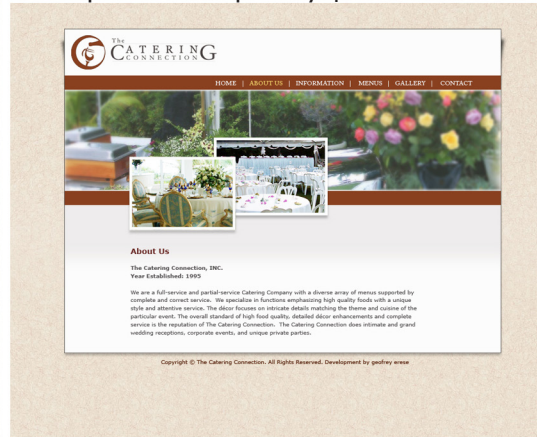 The
CATERING
CONNECTION
HOME | ABOUT US | INFORMATION | MENUS | GALLERY | CONTACT
About Us
The Catering Connection, INC.
Year Established: 1995
We are a full-service and partial-service Catering Company with a diverse array of menus supported by
complete and correct service. We specialize in functions emphasizing high quality foods with a unique
style and attentive service. The décor focuses on intricate details matching the theme and cuisine of the
particular event. The overall standard of high food quality, detailed décor enhancements and complete
service is the reputation of The Catering Connection. The Catering Connection does intimate and grand
wedding receptions, corporate events, and unique private parties.
Copyright © The Catering Connection. All Rights Reserved. Development by geofrey arese